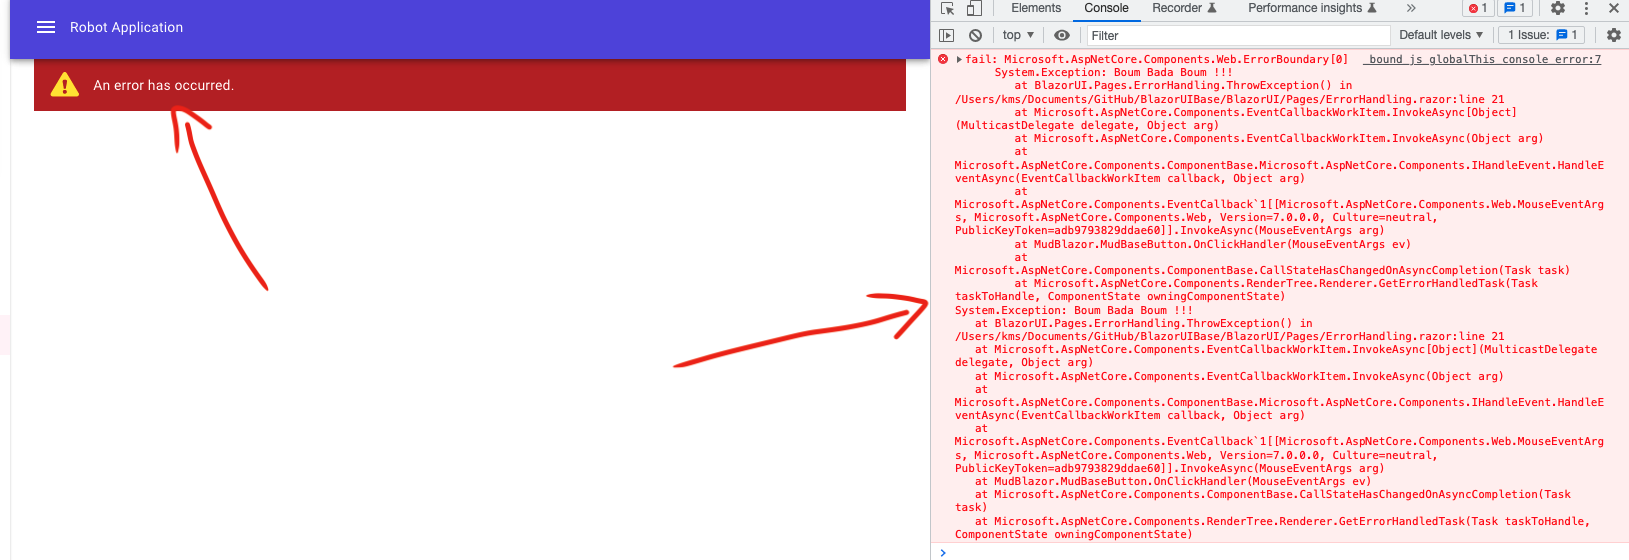 Robot Application
An error has occurred.
Elements Console Recorder Performance insights » 1 1
top ▼ Filter Default levels ▼ 1 Issue: 1
fail: Microsoft.AspNetCore.Components.Web.ErrorBoundary[0] _bound_js_globalThis_console_error:7
System.Exception: Boum Bada Boum !!!
at BlazorUI.Pages.ErrorHandling.ThrowException() in
/Users/kms/Documents/GitHub/BlazorUIBase/BlazorUI/Pages/ErrorHandling.razor:line 21
at Microsoft.AspNetCore.Components.EventCallbackWorkItem.InvokeAsync[Object]
(MulticastDelegate delegate, Object arg)
at Microsoft.AspNetCore.Components.EventCallbackWorkItem.InvokeAsync(Object arg)
at
Microsoft.AspNetCore.Components.ComponentBase.Microsoft.AspNetCore.Components.IHandleEvent.HandleE
ventAsync(EventCallbackWorkItem callback, Object arg)
at
Microsoft.AspNetCore.Components.EventCallback`1[[Microsoft.AspNetCore.Components.Web.MouseEventArg
s, Microsoft.AspNetCore.Components.Web, Version=7.0.0.0, Culture=neutral,
PublicKeyToken=adb9793829ddae60]].InvokeAsync(MouseEventArgs arg)
at MudBlazor.MudBaseButton.OnClickHandler(MouseEventArgs ev)
at
Microsoft.AspNetCore.Components.ComponentBase.CallStateHasChangedOnAsyncCompletion(Task task)
at Microsoft.AspNetCore.Components.RenderTree.Renderer.GetErrorHandledTask(Task
taskToHandle, ComponentState owningComponentState)
System.Exception: Boum Bada Boum !!!
at BlazorUI.Pages.ErrorHandling.ThrowException() in
/Users/kms/Documents/GitHub/BlazorUIBase/BlazorUI/Pages/ErrorHandling.razor:line 21
at Microsoft.AspNetCore.Components.EventCallbackWorkItem.InvokeAsync[Object](MulticastDelegate
delegate, Object arg)
at Microsoft.AspNetCore.Components.EventCallbackWorkItem.InvokeAsync(Object arg)
at
Microsoft.AspNetCore.Components.ComponentBase.Microsoft.AspNetCore.Components.IHandleEvent.HandleE
ventAsync(EventCallbackWorkItem callback, Object arg)
at
Microsoft.AspNetCore.Components.EventCallback`1[[Microsoft.AspNetCore.Components.Web.MouseEventArg
s, Microsoft.AspNetCore.Components.Web, Version=7.0.0.0, Culture=neutral,
PublicKeyToken=adb9793829ddae60]].InvokeAsync(MouseEventArgs arg)
at MudBlazor.MudBaseButton.OnClickHandler(MouseEventArgs ev)
at Microsoft.AspNetCore.Components.ComponentBase.CallStateHasChangedOnAsyncCompletion(Task
task)
at Microsoft.AspNetCore.Components.RenderTree.Renderer.GetErrorHandledTask(Task taskToHandle,
ComponentState owningComponentState)